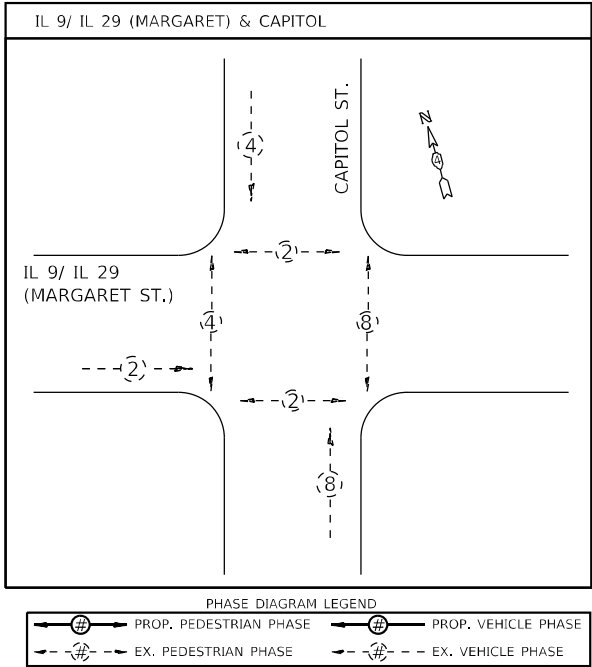 IL 9/ IL 29 (MARGARET) & CAPITOL
4
CAPITOL ST.
N
4
2
IL 9/ IL 29
(MARGARET ST.)
4
8
2
2
8
PHASE DIAGRAM LEGEND
# PROP. PEDESTRIAN PHASE # PROP. VEHICLE PHASE
# EX. PEDESTRIAN PHASE # EX. VEHICLE PHASE